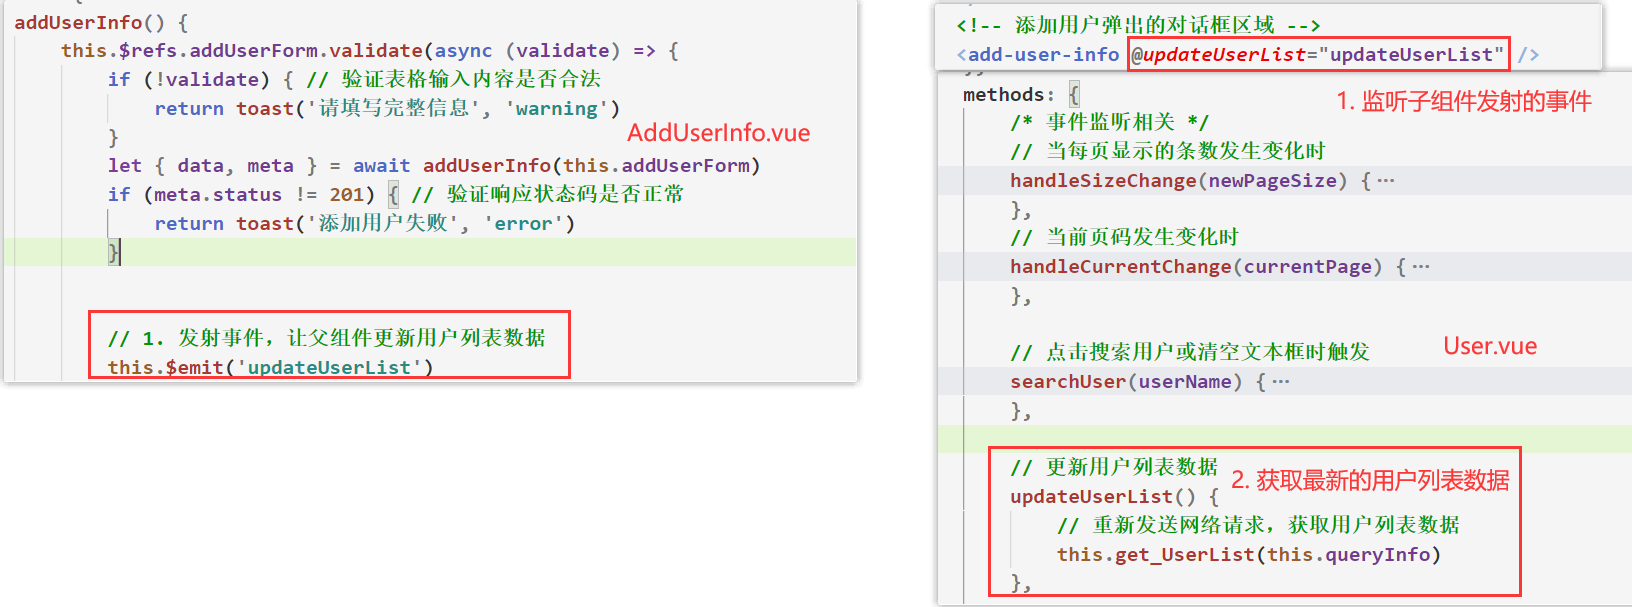 addUserInfo() {
this.$refs.addUserForm.validate(async (validate) => {
if (!validate) { // 验证表格输入内容是否合法
return toast('请填写完整信息', 'warning')
}
AddUserInfo.vue
let { data, meta } = await addUserInfo(this.addUserForm)
if (meta.status != 201) { // 验证响应状态码是否正常
return toast('添加用户失败', 'error')
}
// 1. 发射事件，让父组件更新用户列表数据
this.$emit('updateUserList')
<!-- 添加用户弹出的对话框区域 -->
<add-user-info @updateUserList="updateUserList" />
methods: {
1. 监听子组件发射的事件
/* 事件监听相关 */
// 当每页显示的条数发生变化时
handleSizeChange(newPageSize) {…
},
// 当前页码发生变化时
handleCurrentChange(currentPage) {…
},
// 点击搜索用户或清空文本框时触发
User.vue
searchUser(userName) {…
},
// 更新用户列表数据
2. 获取最新的用户列表数据
updateUserList() {
// 重新发送网络请求，获取用户列表数据
this.get_UserList(this.queryInfo)
},